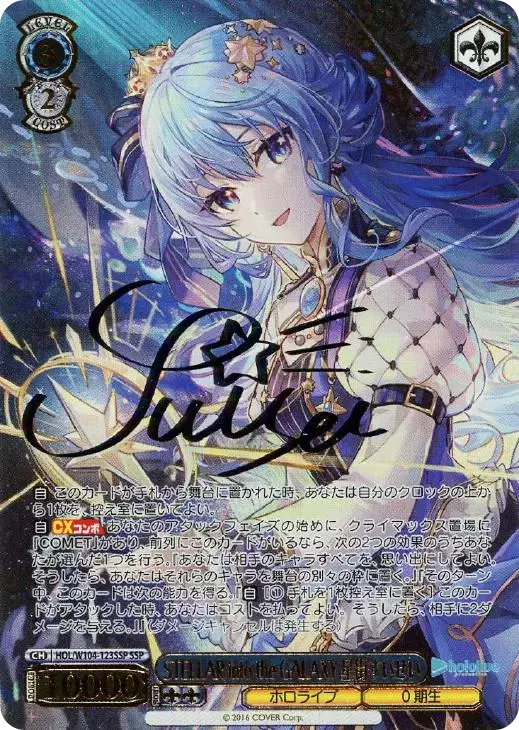 LEVEL
3
2
COST
Suisei
自 このカードが手札から舞台に置かれた時、あなたは自分のクロックの上か
ら1枚を、控え室に置いてよい。
自 CXコンボ あなたのアタックフェイズの始めに、クライマックス置場に
「COMET」があり、前列にこのカードがいるなら、次の2つの効果のうちあな
たが選んだ1つを行う。『あなたは相手のキャラすべてを、思い出にしてよい。
そうしたら、あなたはそれらのキャラを舞台の別々の枠に置く。』『そのターン
中、このカードは次の能力を得る。『自 [① 手札を1枚控え室に置く] このカー
ドがアタックした時、あなたはコストを払ってよい。そうしたら、相手に2ダ
メージを与える。』』(ダメージキャンセルは発生する)
CH HOL/W104-123SSP SSP
POWER 10000
STELLAR into the GALAXY 星街すいせい
hololive production
ホロライブ 0期生
© 2016 COVER Corp.